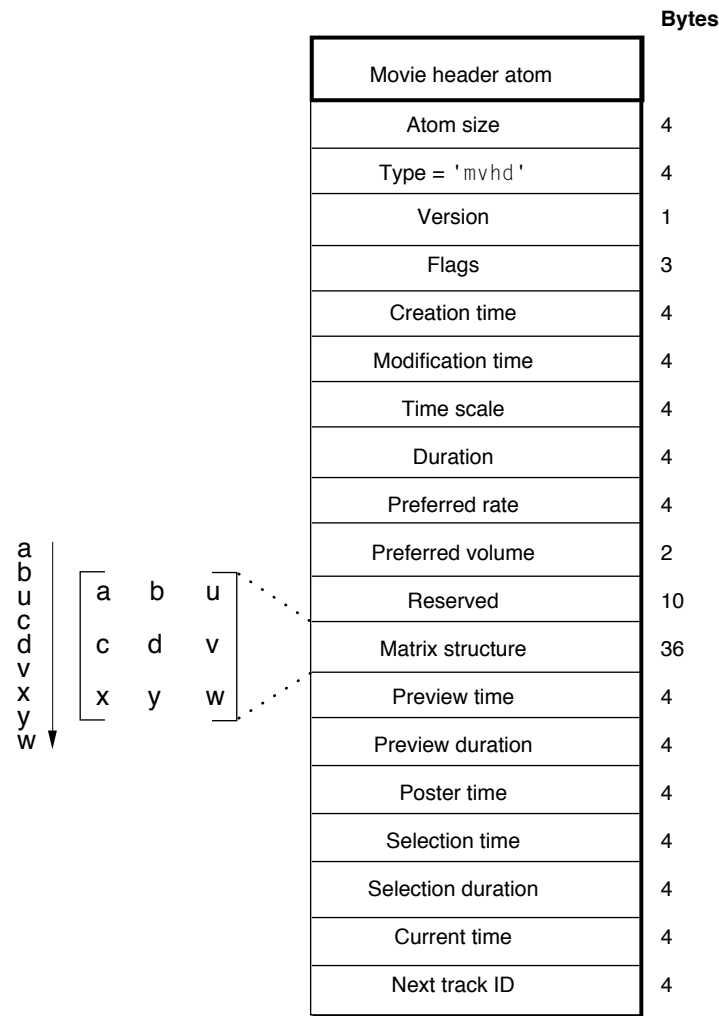 Bytes
Movie header atom
Atom size 4
Type = 'mvhd' 4
Version 1
Flags 3
Creation time 4
Modification time 4
Time scale 4
Duration 4
Preferred rate 4
Preferred volume 2
Reserved 10
Matrix structure 36
Preview time 4
Preview duration 4
Poster time 4
Selection time 4
Selection duration 4
Current time 4
Next track ID 4
a
b
u
c
d
v
x
y
w
a b u
c d v
x y w